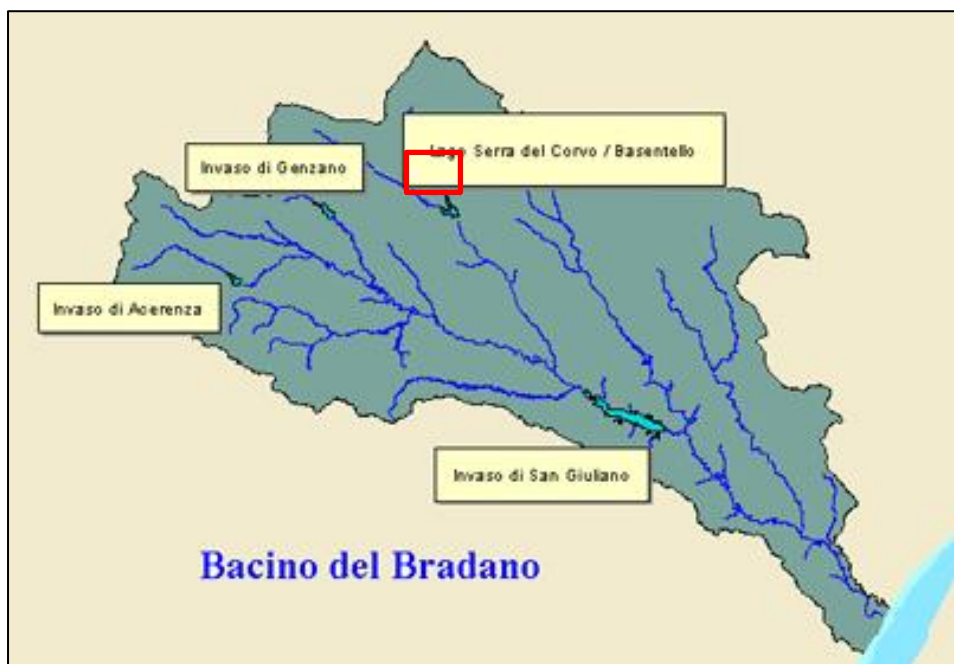 Lago Serra del Corvo / Basentello
Invaso di Genzano
Invaso di Acerenza
Invaso di San Giuliano
Bacino del Bradano